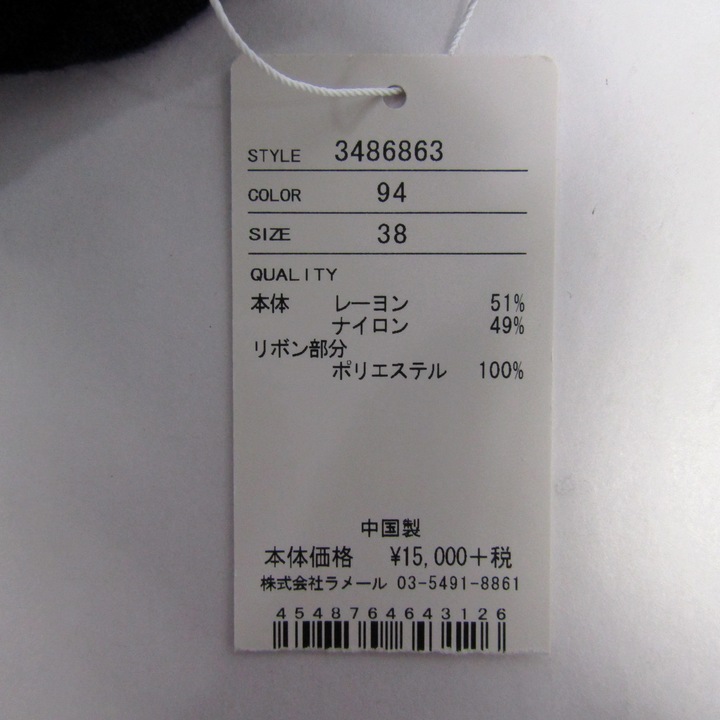 STYLE 3486863
COLOR 94
SIZE 38
QUALITY
本体 レーヨン 51%
ナイロン 49%
リボン部分
ポリエステル 100%
中国製
本体価格 ¥15,000+税
株式会社ラメール 03-5491-8861
4548764643126